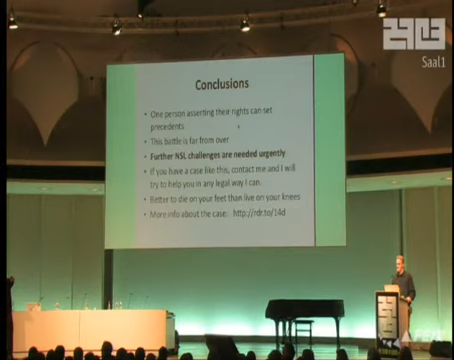 Saal1
Conclusions
• One person asserting their rights can set
precedents
• This battle is far from over
• Further NSL challenges are needed urgently
• If you have a case like this, contact me and I will
try to help you in any legal way I can.
• Better to die on your feet than live on your knees
• More info about the case: http://rdr.to/14d